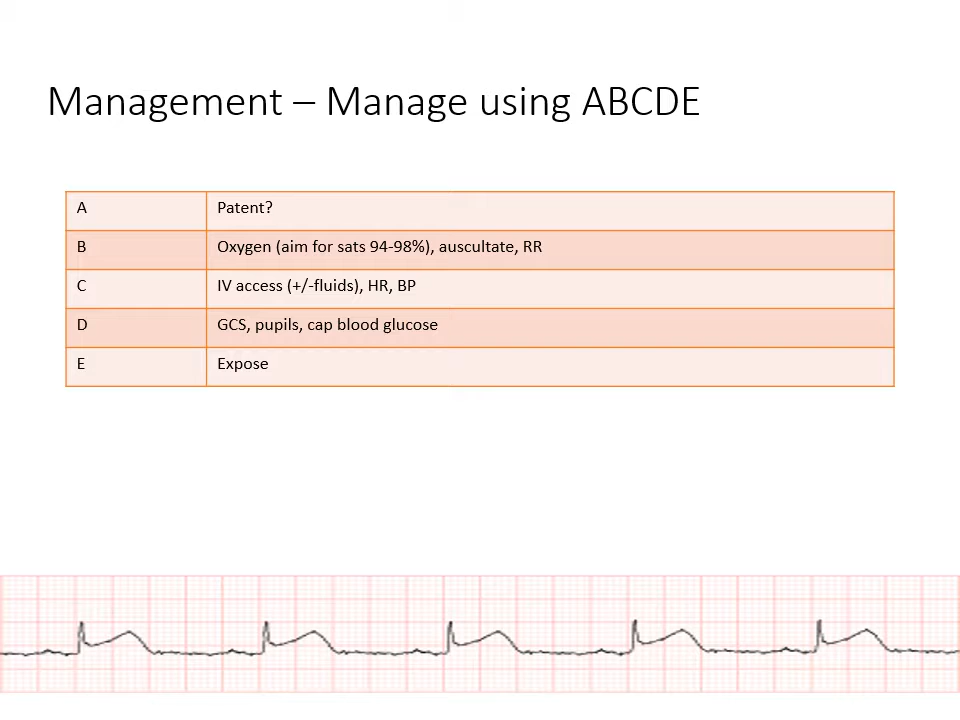 Management – Manage using ABCDE
A Patent?
B Oxygen (aim for sats 94-98%), auscultate, RR
C IV access (+/-fluids), HR, BP
D GCS, pupils, cap blood glucose
E Expose